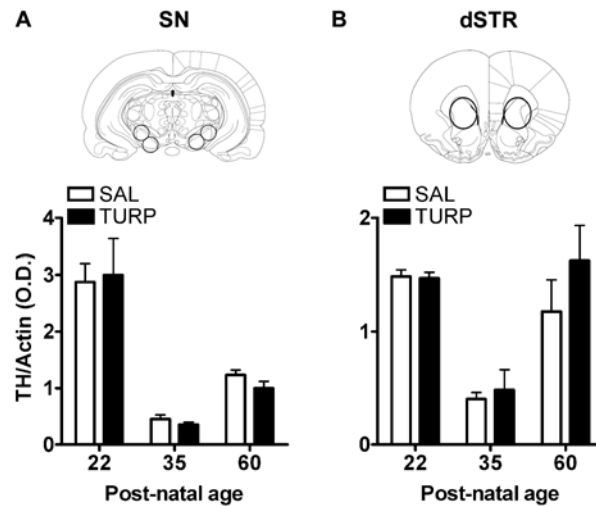 A SN
SAL
TURP
TH/Actin (O.D.)
4
3
2
1
0
22 35 60
Post-natal age
B dSTR
SAL
TURP
2
1
0
22 35 60
Post-natal age